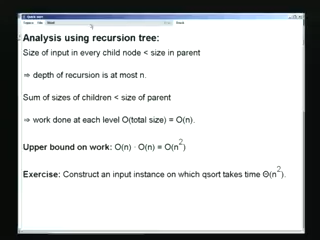 Analysis using recursion tree:
Size of input in every child node < size in parent
⇒ depth of recursion is at most n.
Sum of sizes of children < size of parent
⇒ work done at each level O(total size) = O(n).
Upper bound on work: O(n) · O(n) = O(n²)
Exercise: Construct an input instance on which qsort takes time Θ(n²).